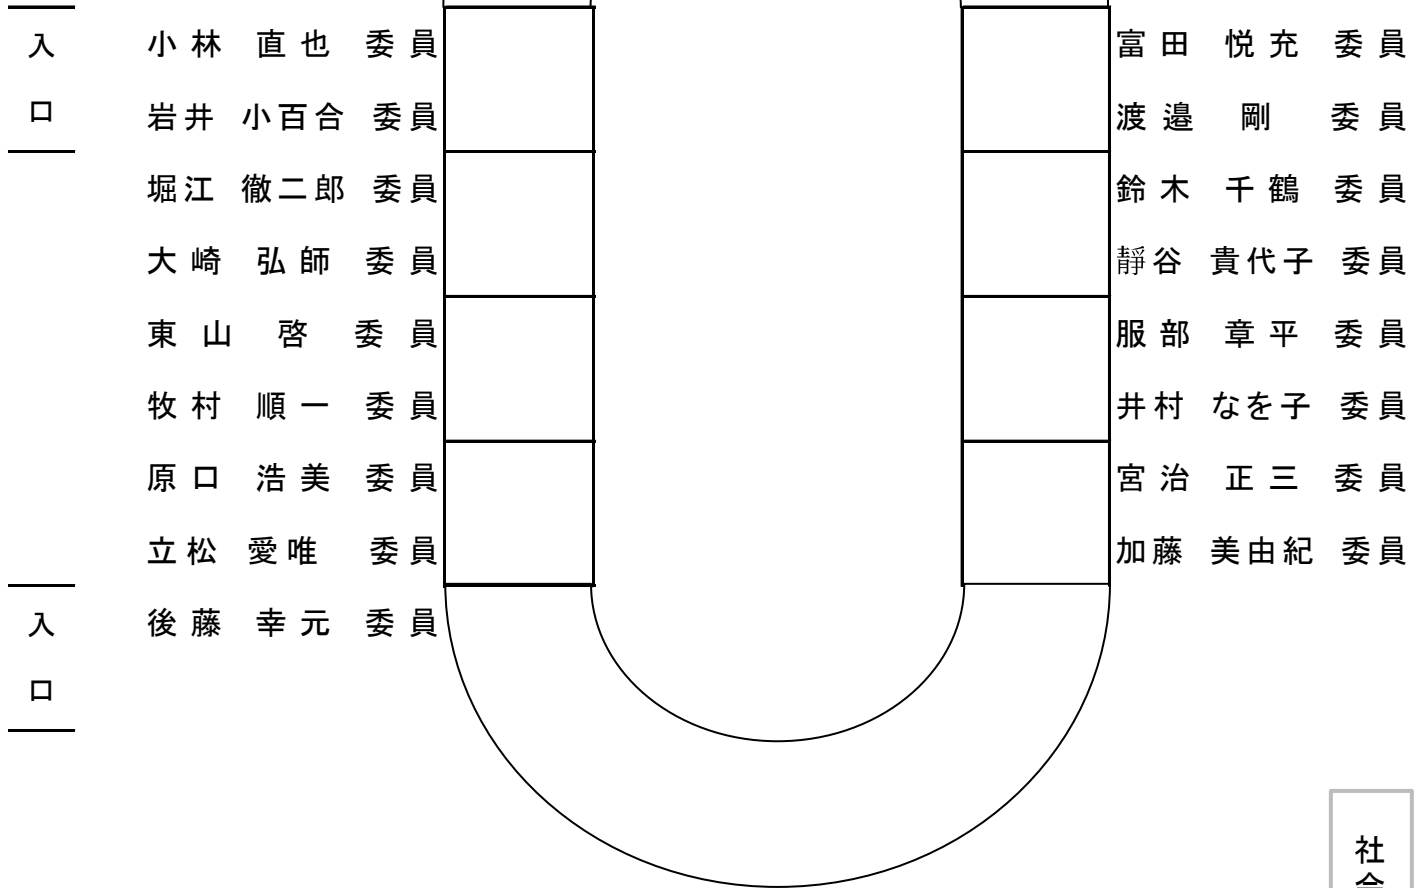 入口
小林 直也 委員
岩井 小百合 委員
堀江 徹二郎 委員
大崎 弘師 委員
東山 啓 委員
牧村 順一 委員
原口 浩美 委員
立松 愛唯 委員
後藤 幸元 委員
入口
富田 悦充 委員
渡邉 剛 委員
鈴木 千鶴 委員
靜谷 貴代子 委員
服部 章平 委員
井村 なを子 委員
宮治 正三 委員
加藤 美由紀 委員
社